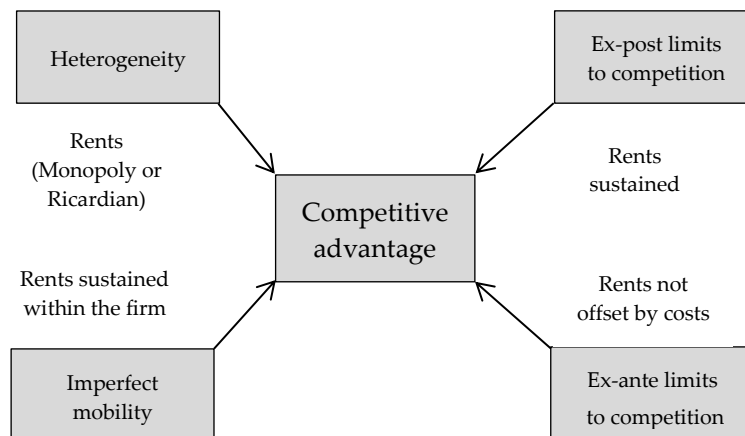 Heterogeneity
Ex-post limits
to competition
Rents
(Monopoly or
Ricardian)
Rents
sustained
Competitive
advantage
Rents sustained
within the firm
Rents not
offset by costs
Imperfect
mobility
Ex-ante limits
to competition